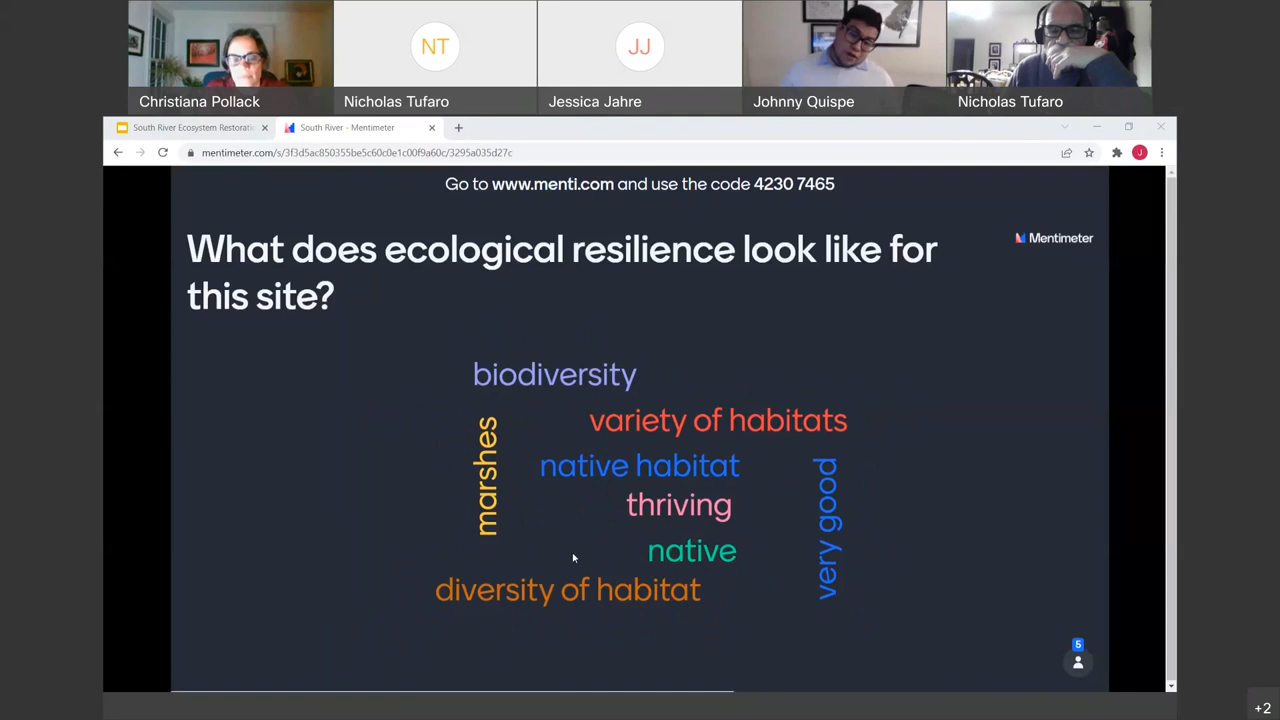 NT
JJ
Christiana Pollack
Nicholas Tufaro
Jessica Jahre
Johnny Quispe
Nicholas Tufaro
South River Ecosystem Restorati
South River - Mentimeter
J
mentimeter.com/s/3f3d5ac850355be5c60c0e1c00f9a60c/3295a035d27c
Go to www.menti.com and use the code 4230 7465
What does ecological resilience look like for
this site?
Mentimeter
biodiversity
variety of habitats
marshes
native habitat
very good
thriving
native
diversity of habitat
5
+2